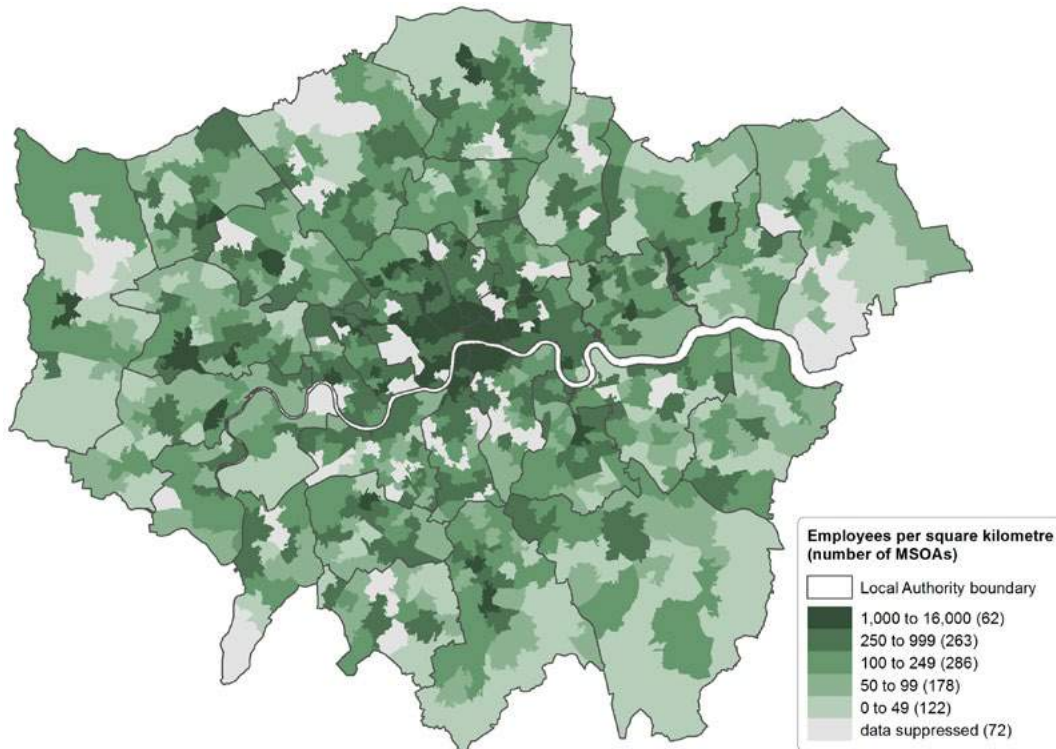 Employees per square kilometre
(number of MSOAs)
Local Authority boundary
1,000 to 16,000 (62)
250 to 999 (263)
100 to 249 (286)
50 to 99 (178)
0 to 49 (122)
data suppressed (72)